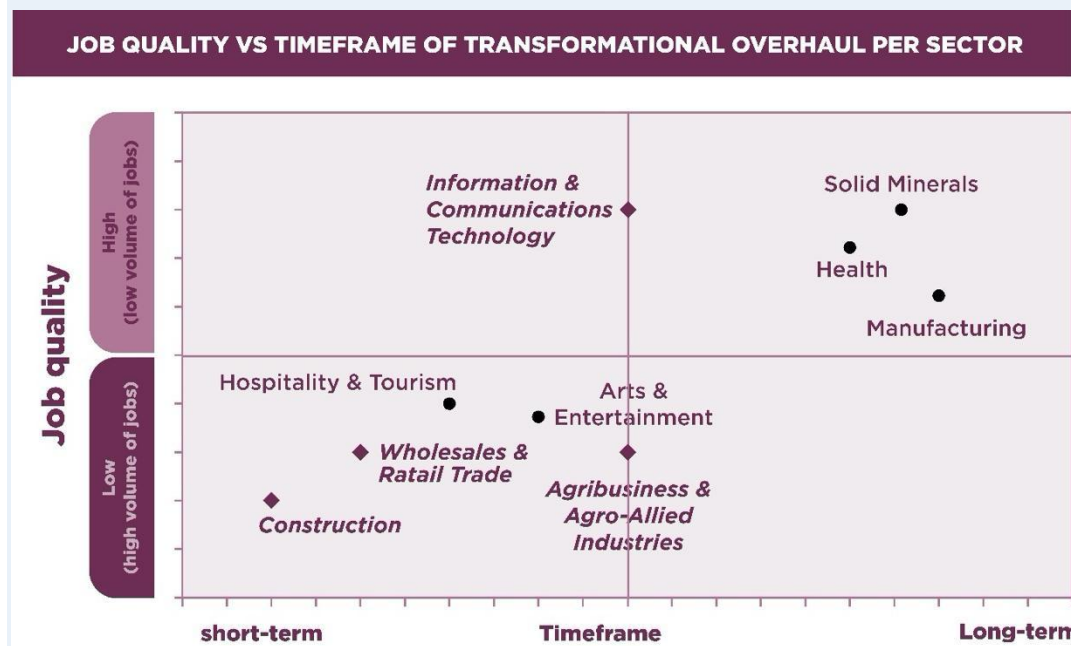 JOB QUALITY VS TIMEFRAME OF TRANSFORMATIONAL OVERHAUL PER SECTOR
Job quality
High
(low volume of jobs)
Low
(high volume of jobs)
Information &
Communications
Technology
Solid Minerals
Health
Manufacturing
Hospitality & Tourism
Arts &
Entertainment
Wholesales &
Ratail Trade
Construction
Agribusiness &
Agro-Allied
Industries
short-term
Timeframe
Long-term